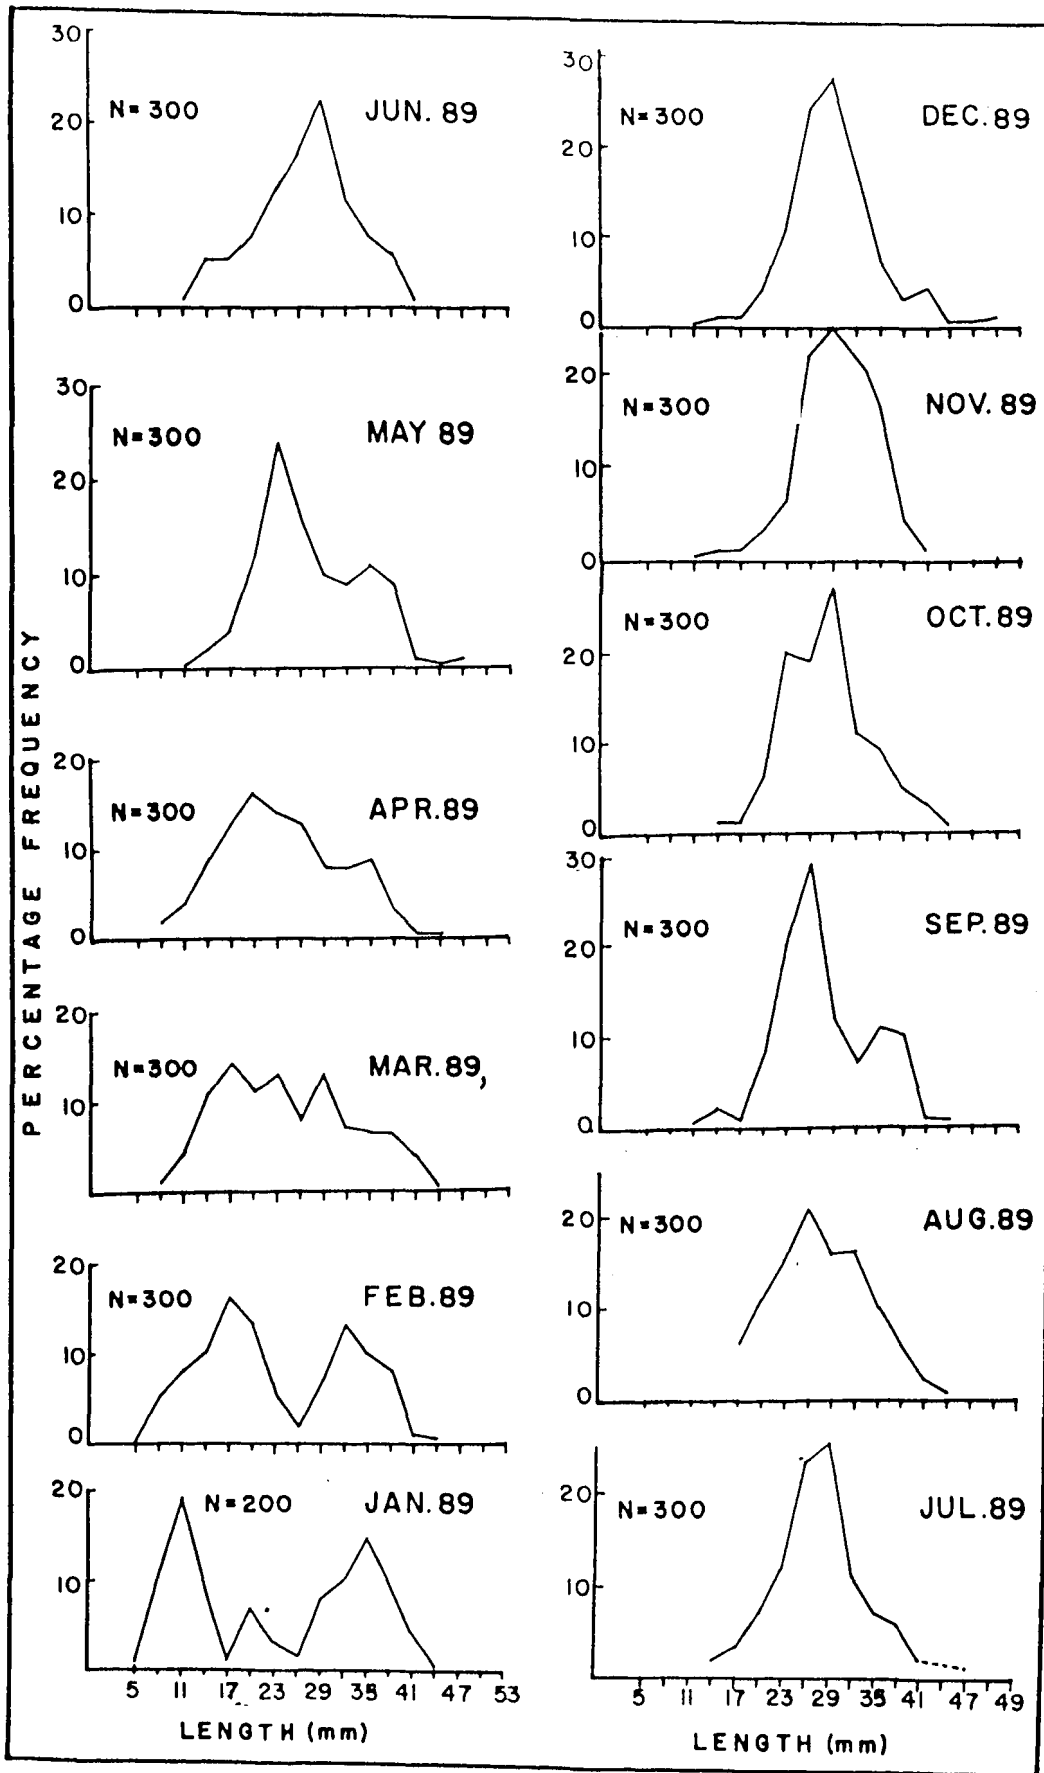 PERCENTAGE FREQUENCY
30
20
10
0
N=300 JUN. 89
30
20
10
0
N=300 MAY 89
20
10
0
N=300 APR. 89
20
10
N=300 MAR. 89,
20
10
0
N=300 FEB. 89
20
10
N=200 JAN. 89
5 11 17 23 29 35 41 47 53
LENGTH (mm)
30
20
10
0
N=300 DEC. 89
20
10
0
N=300 NOV. 89
20
10
0
N=300 OCT. 89
30
20
10
0
N=300 SEP. 89
20
10
0
N=300 AUG. 89
20
10
N=300 JUL. 89
5 11 17 23 29 35 41 47 49
LENGTH (mm)